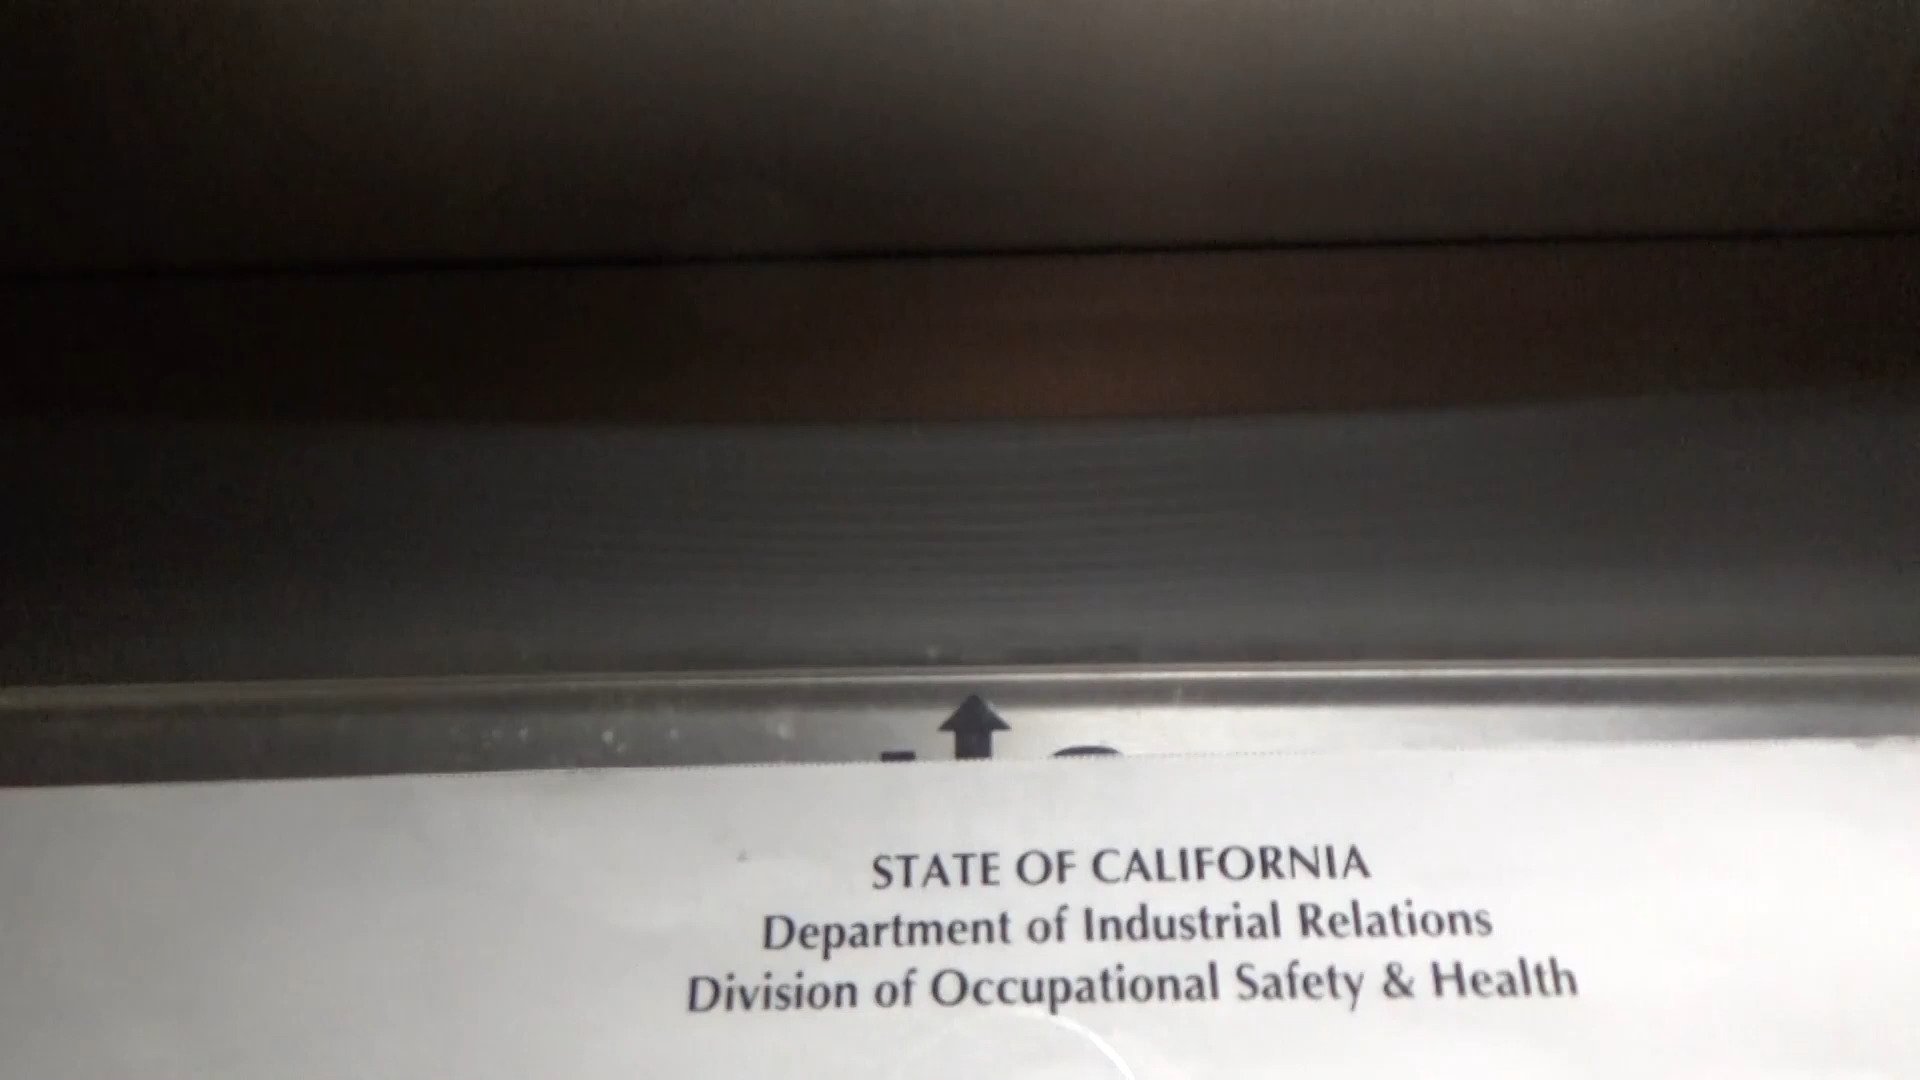 STATE OF CALIFORNIA
Department of Industrial Relations
Division of Occupational Safety & Health